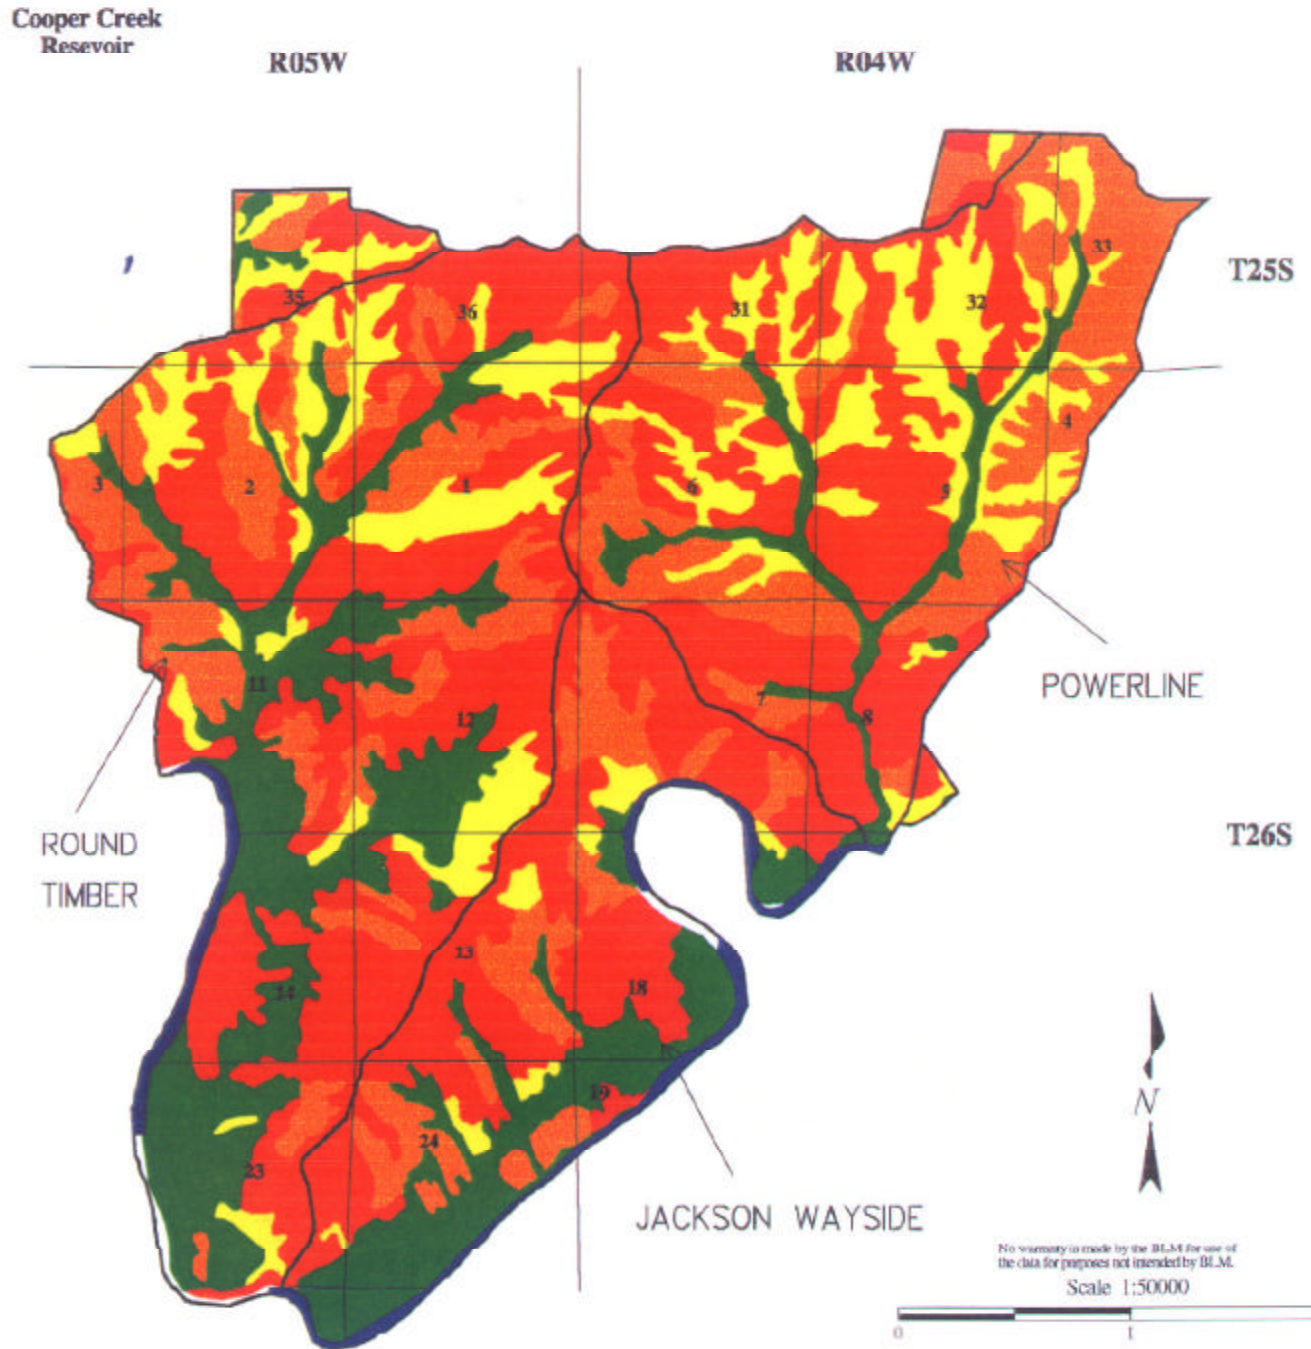 Cooper Creek
Resevoir
R05W
R04W
T25S
33
35
36
31
32
4
3
2
1
6
5
POWERLINE
11
7
8
12
ROUND
TIMBER
T26S
13
14
18
19
24
23
N
JACKSON WAYSIDE
No warranty is made by the BLM for use of
the data for purposes not intended by BLM.
Scale 1:50000
0
1